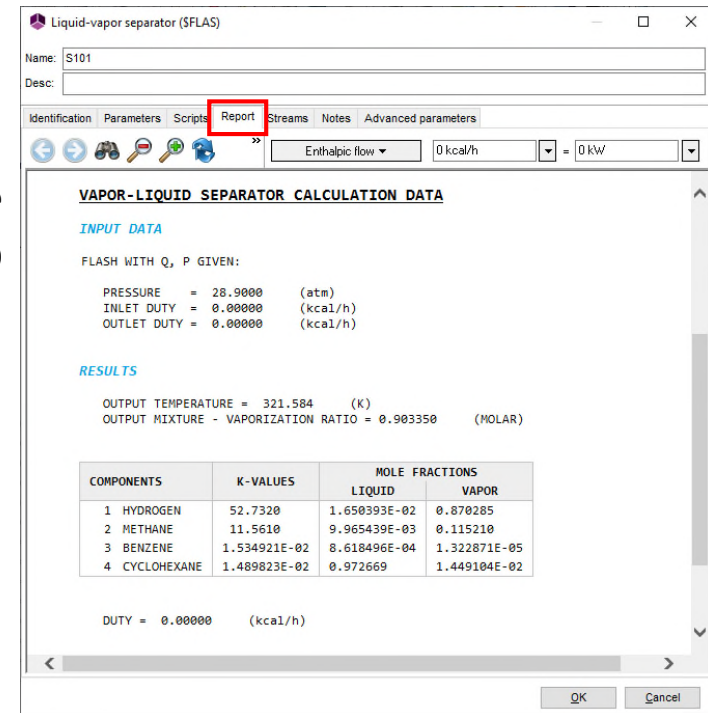 Liquid-vapor separator ($FLAS)
Name: S101
Desc:
Identification Parameters Scripts Report Streams Notes Advanced parameters
» Enthalpic flow 0 kcal/h = 0 kW
VAPOR-LIQUID SEPARATOR CALCULATION DATA
INPUT DATA
FLASH WITH Q, P GIVEN:
PRESSURE = 28.9000 (atm)
INLET DUTY = 0.00000 (kcal/h)
OUTLET DUTY = 0.00000 (kcal/h)
RESULTS
OUTPUT TEMPERATURE = 321.584 (K)
OUTPUT MIXTURE - VAPORIZATION RATIO = 0.903350 (MOLAR)
COMPONENTS K-VALUES MOLE FRACTIONS
LIQUID VAPOR
1 HYDROGEN 52.7320 1.650393E-02 0.870285
2 METHANE 11.5610 9.965439E-03 0.115210
3 BENZENE 1.534921E-02 8.618496E-04 1.322871E-05
4 CYCLOHEXANE 1.489823E-02 0.972669 1.449104E-02
DUTY = 0.00000 (kcal/h)
OK Cancel